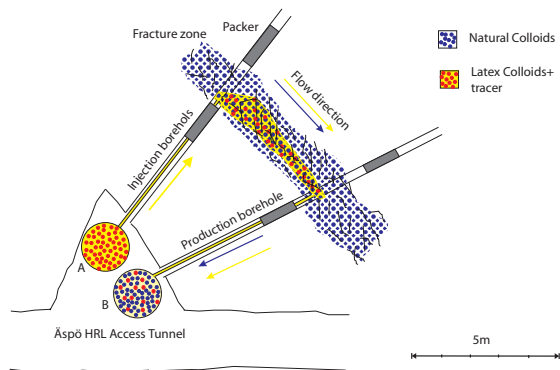 Packer
Fracture zone
Natural Colloids
Latex Colloids+
tracer
Flow direction
Injection borehols
Production borehole
A
B
Äspö HRL Access Tunnel
5m